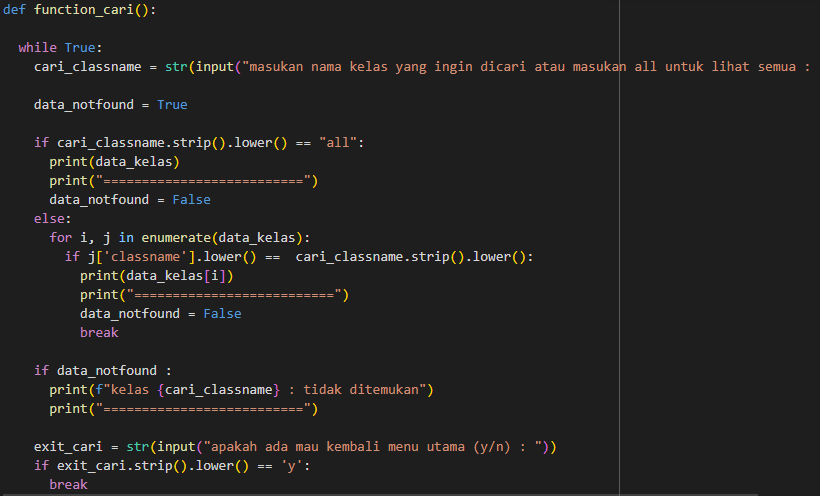 def function_cari():
  while True:
    cari_classname = str(input("masukan nama kelas yang ingin dicari atau masukan all untuk lihat semua :
    data_notfound = True
    if cari_classname.strip().lower() == "all":
      print(data_kelas)
      print("==========================")
      data_notfound = False
    else:
      for i, j in enumerate(data_kelas):
        if j['classname'].lower() ==  cari_classname.strip().lower():
          print(data_kelas[i])
          print("==========================")
          data_notfound = False
          break
    if data_notfound :
      print(f"kelas {cari_classname} : tidak ditemukan")
      print("==========================")
    exit_cari = str(input("apakah ada mau kembali menu utama (y/n) : "))
    if exit_cari.strip().lower() == 'y':
      break